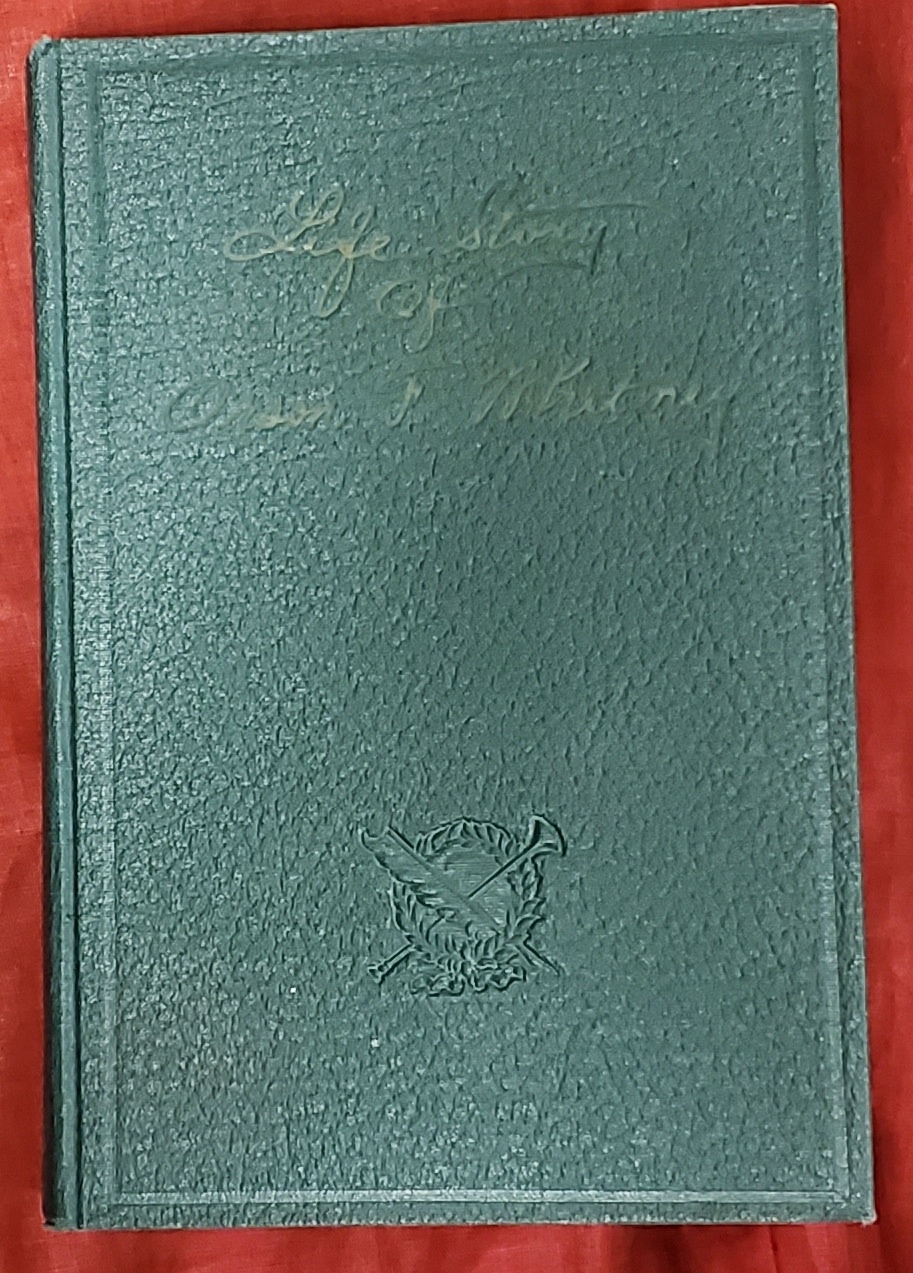 Life Story
Of
Orson F. Whitney